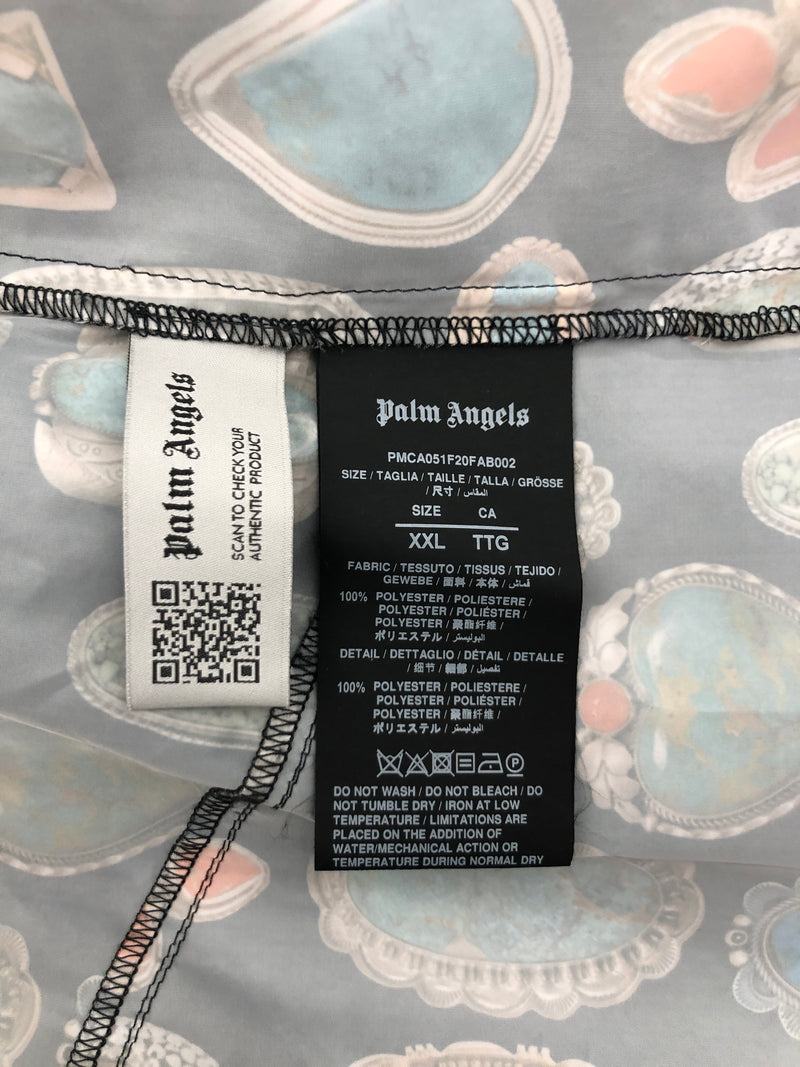 Palm Angels
SCAN TO CHECK YOUR
AUTHENTIC PRODUCT
Palm Angels
PMCA051F20FAB002
SIZE / TAGLIA / TAILLE / TALLA / GRÖSSE
/ 尺寸 / المقاس
SIZE CA
XXL TTG
FABRIC / TESSUTO / TISSUS / TEJIDO /
GEWEBE / 面料 / 本体 / قماش
100% POLYESTER / POLIESTERE /
POLYESTER / POLIÉSTER /
POLYESTER / 聚酯纤维 /
ポリエステル / البوليستر
DETAIL / DETTAGLIO / DÉTAIL / DETALLE
/ 细节 / 細部 / تفصيل
100% POLYESTER / POLIESTERE /
POLYESTER / POLIÉSTER /
POLYESTER / 聚酯纤维 /
ポリエステル / البوليستر
DO NOT WASH / DO NOT BLEACH / DO
NOT TUMBLE DRY / IRON AT LOW
TEMPERATURE / LIMITATIONS ARE
PLACED ON THE ADDITION OF
WATER/MECHANICAL ACTION OR
TEMPERATURE DURING NORMAL DRY